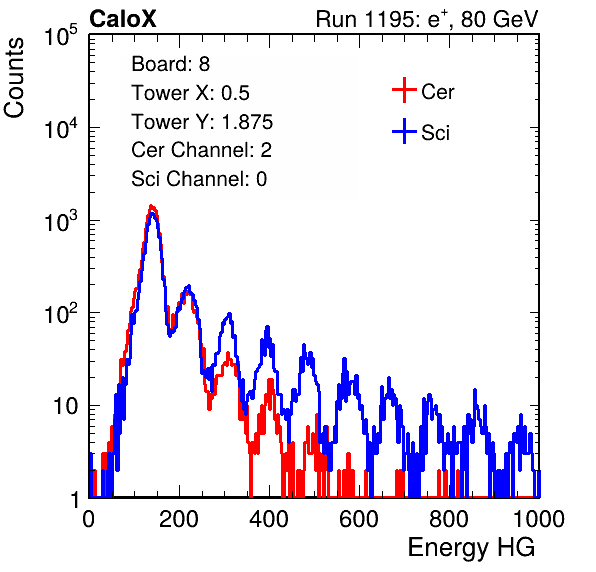 CaloX Run 1195: e⁺, 80 GeV
Counts
Board: 8
Tower X: 0.5
Tower Y: 1.875
Cer Channel: 2
Sci Channel: 0
Cer
Sci
10⁵
10⁴
10³
10²
10
1
0 200 400 600 800 1000
Energy HG